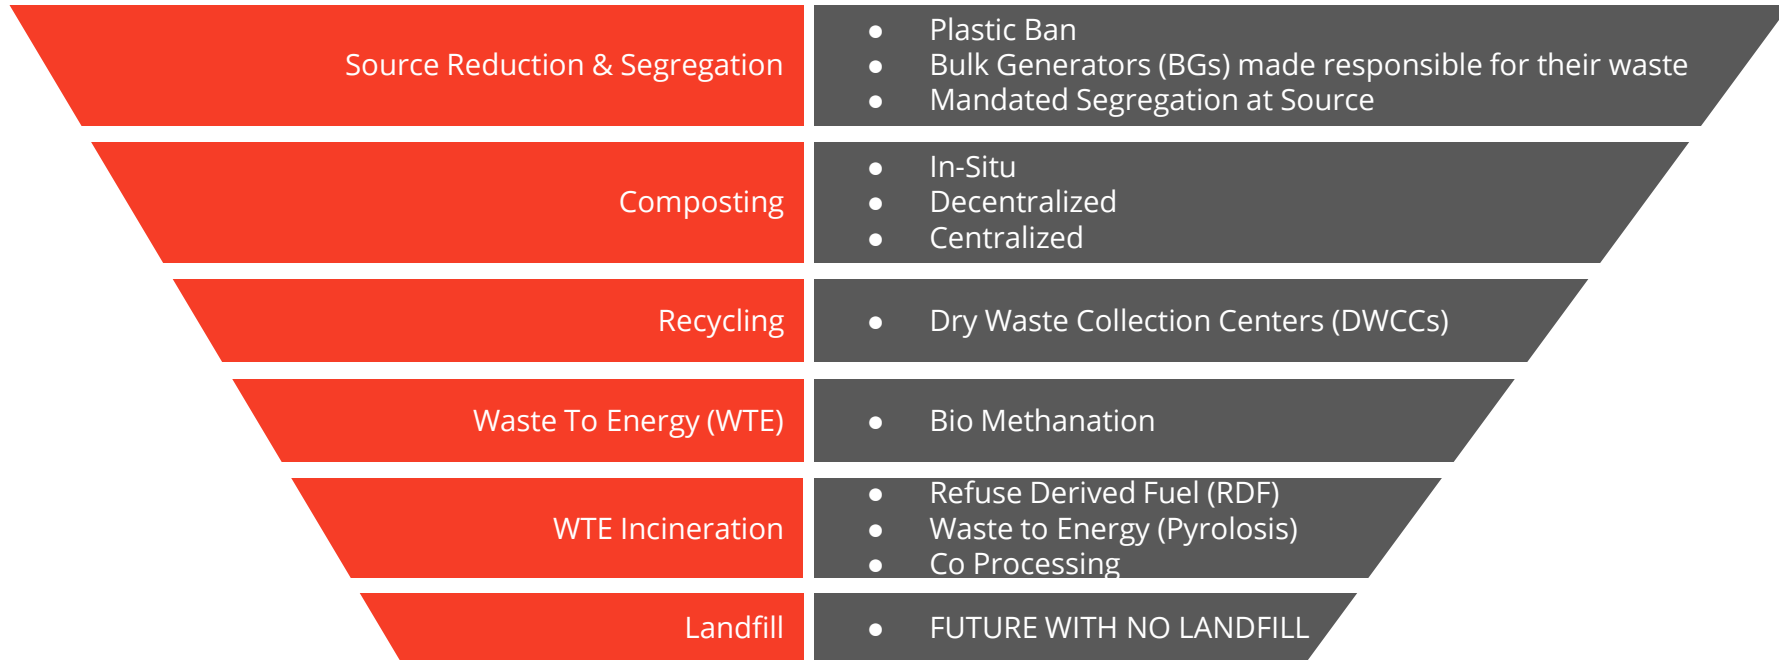 Source Reduction & Segregation
● Plastic Ban
● Bulk Generators (BGs) made responsible for their waste
● Mandated Segregation at Source
Composting
● In-Situ
● Decentralized
● Centralized
Recycling
● Dry Waste Collection Centers (DWCCs)
Waste To Energy (WTE)
● Bio Methanation
WTE Incineration
● Refuse Derived Fuel (RDF)
● Waste to Energy (Pyrolosis)
● Co Processing
Landfill
● FUTURE WITH NO LANDFILL